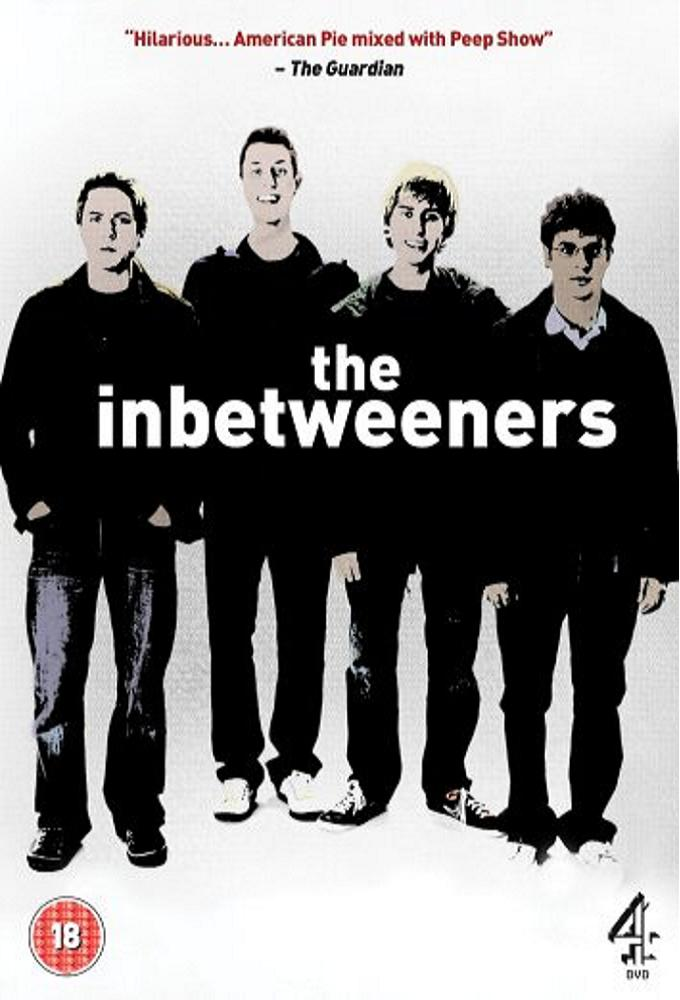 “Hilarious... American Pie mixed with Peep Show”
– The Guardian
the
inbetweeners
18
4
DVD